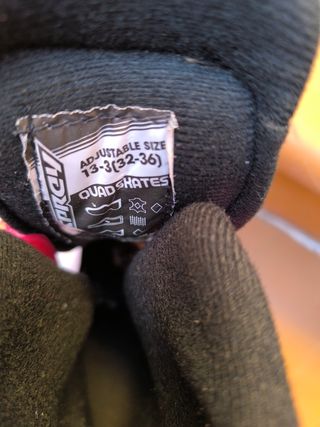 ADJUSTABLE SIZE
13-3(32-36)
QUAD SKATES